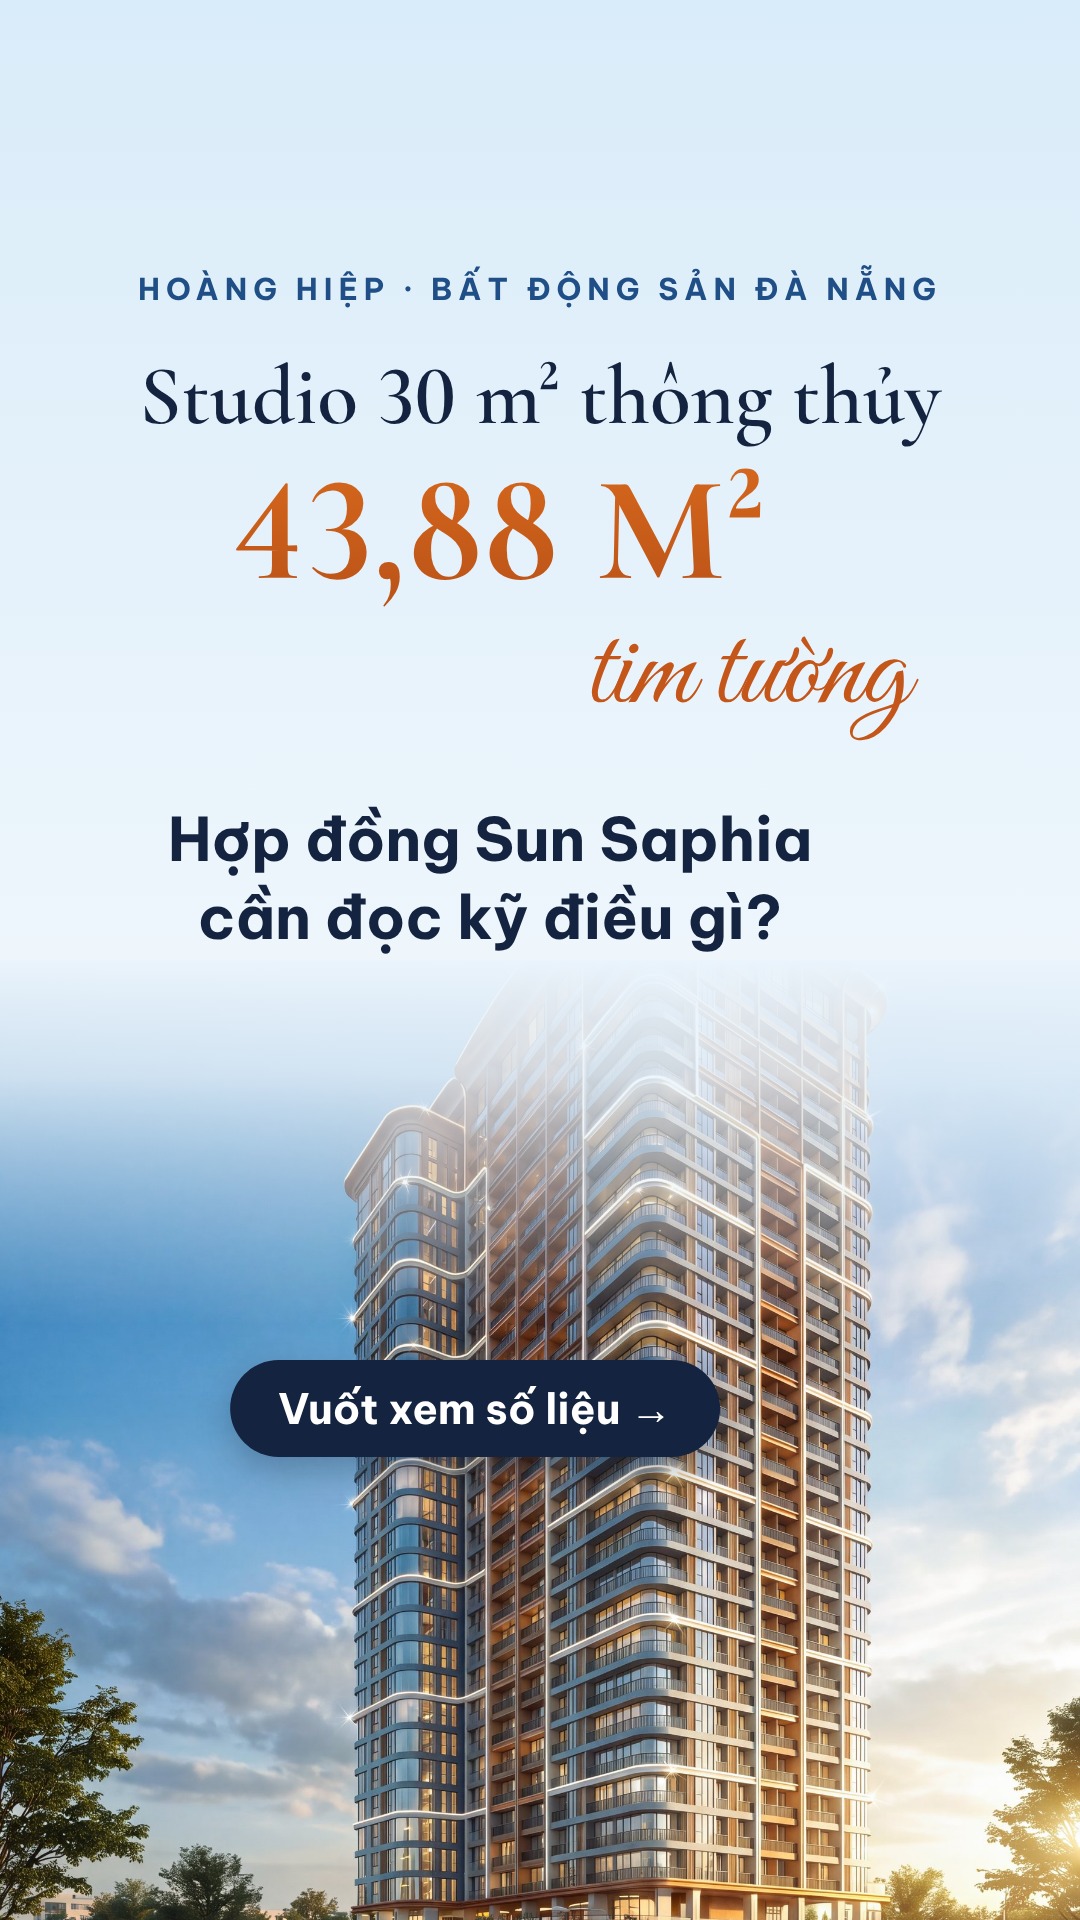 HOÀNG HIỆP · BẤT ĐỘNG SẢN ĐÀ NẴNG
Studio 30 m² thông thủy
43,88 M²
tim tường
Hợp đồng Sun Saphia
cần đọc kỹ điều gì?
Vuốt xem số liệu →